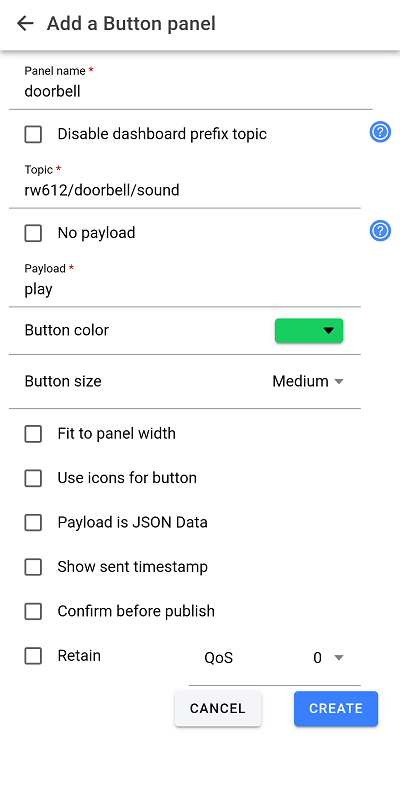 Add a Button panel
Panel name *
doorbell
Disable dashboard prefix topic
Topic *
rw612/doorbell/sound
No payload
Payload *
play
Button color
Button size Medium
Fit to panel width
Use icons for button
Payload is JSON Data
Show sent timestamp
Confirm before publish
Retain QoS 0
CANCEL CREATE